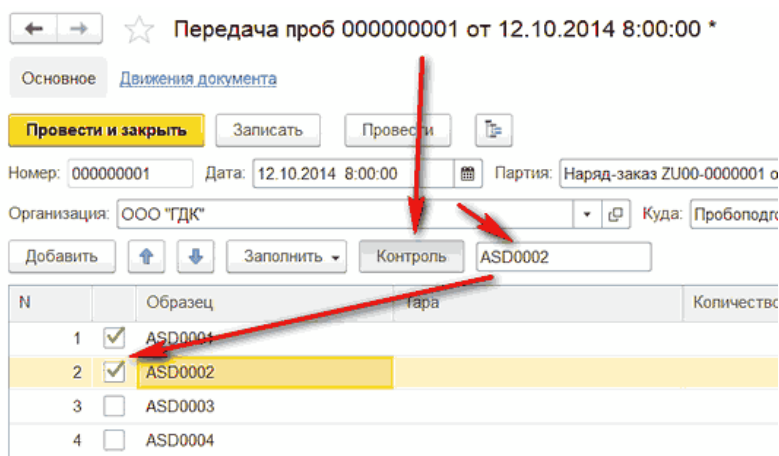 Передача проб 000000001 от 12.10.2014 8:00:00 *
Основное Движения документа
Провести и закрыть Записать Провести
Номер: 000000001 Дата: 12.10.2014 8:00:00 Партия: Наряд-заказ ZU00-0000001 о
Организация: ООО "ГДК" Куда: Пробоподго
Добавить Заполнить Контроль ASD0002
N Образец Тара Количество
1 ASD0001
2 ASD0002
3 ASD0003
4 ASD0004